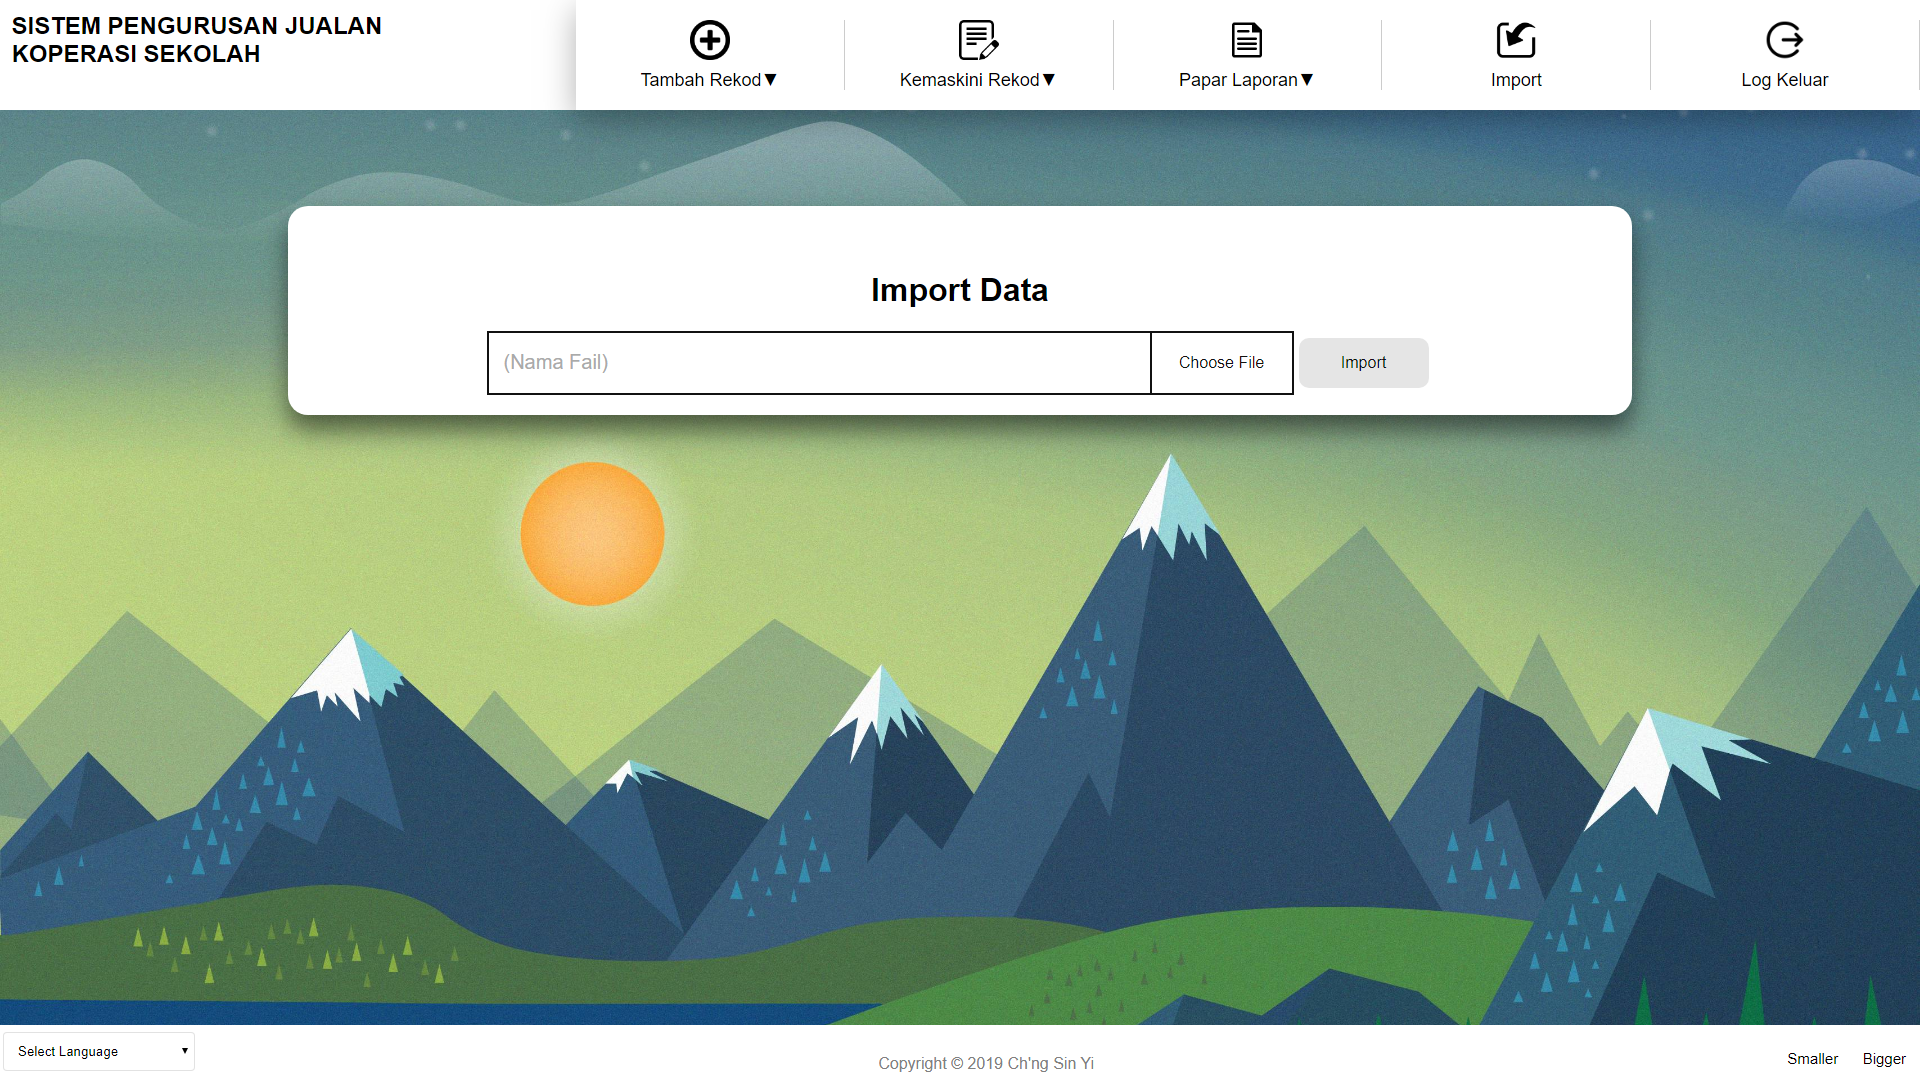 SISTEM PENGURUSAN JUALAN
KOPERASI SEKOLAH
Tambah Rekod▼
Kemaskini Rekod▼
Papar Laporan▼
Import
Log Keluar
Import Data
(Nama Fail)
Choose File
Import
Select Language
Copyright © 2019 Ch'ng Sin Yi
Smaller
Bigger